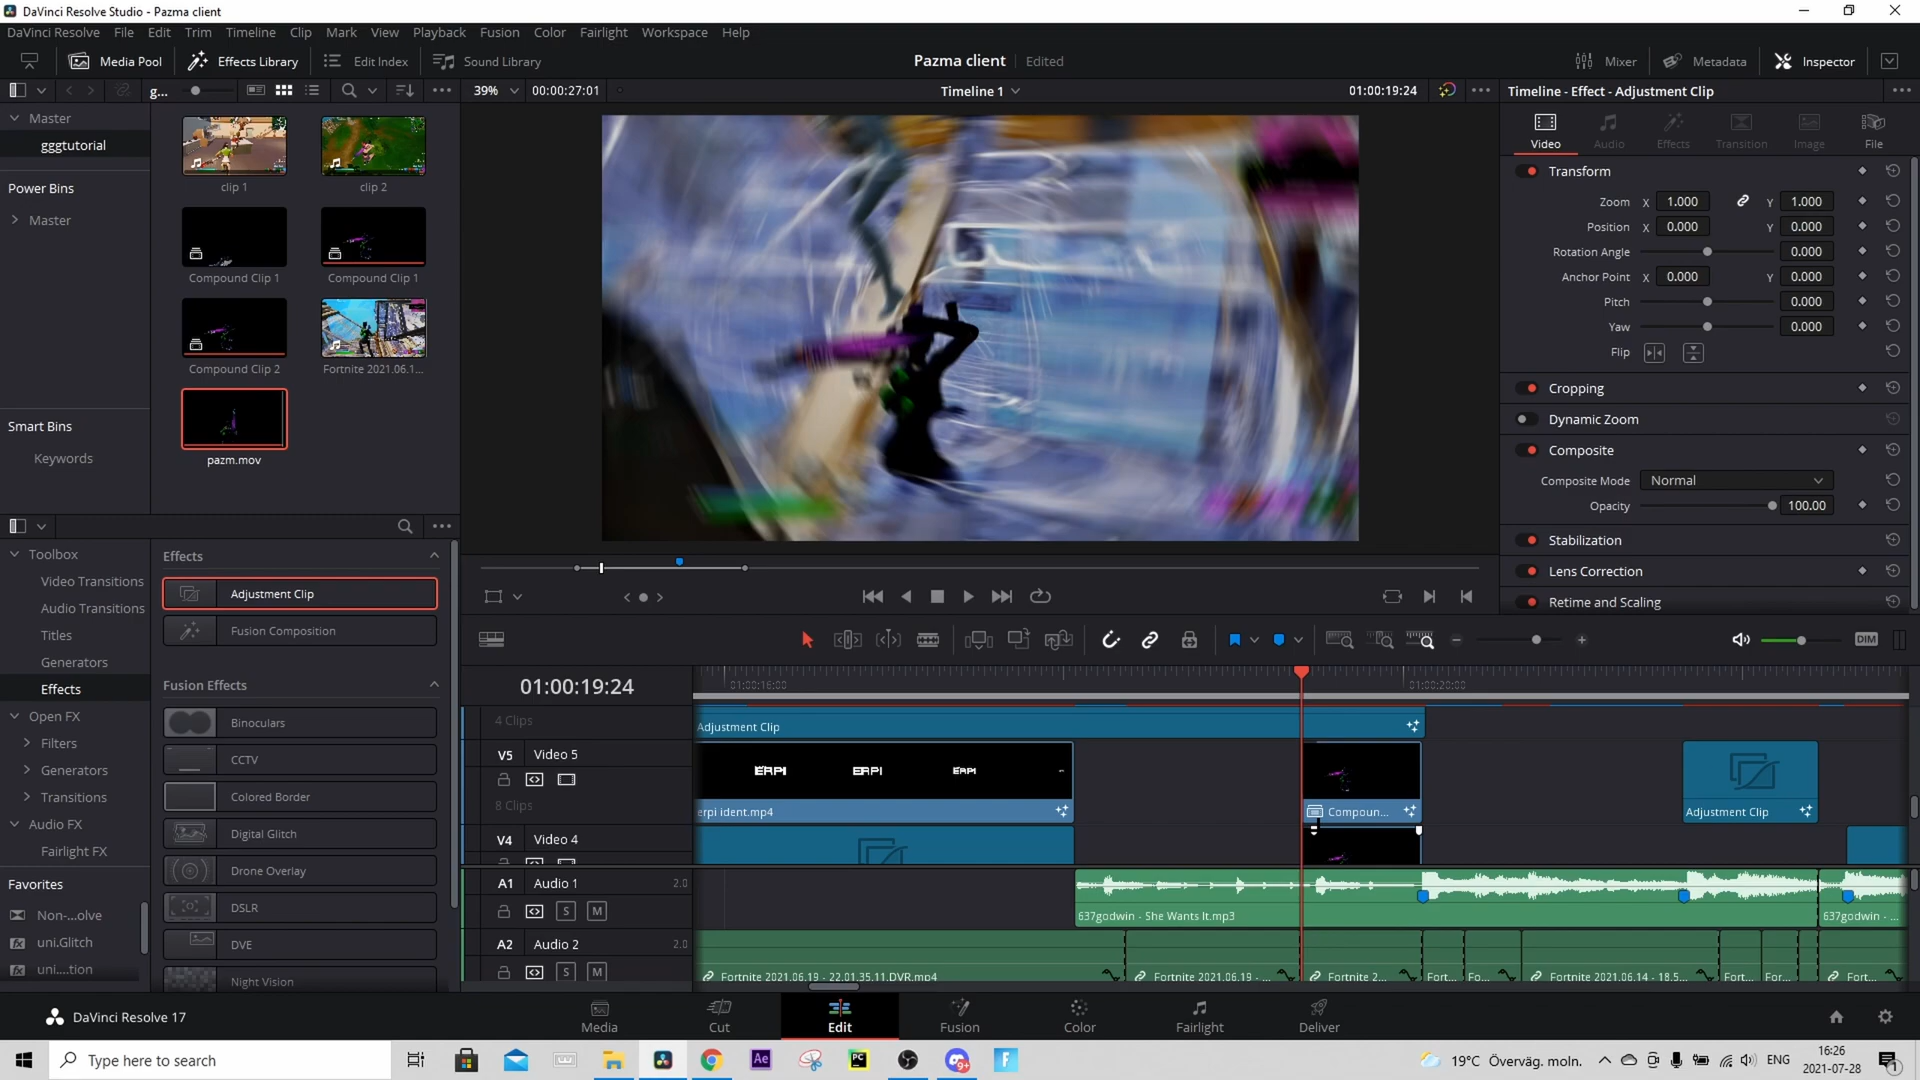 DaVinci Resolve Studio - Pazma client
DaVinci Resolve File Edit Trim Timeline Clip Mark View Playback Fusion Color Fairlight Workspace Help
Media Pool Effects Library Edit Index Sound Library Pazma client Edited Mixer Metadata Inspector
g... 39% 00:00:27:01 Timeline 1 01:00:19:24 Timeline - Effect - Adjustment Clip
Video Audio Effects Transition Image File
Master
gggtutorial
Power Bins
Master
Smart Bins
Keywords
clip 1 clip 2
Compound Clip 1 Compound Clip 1
Compound Clip 2 Fortnite 2021.06.1...
pazm.mov
Transform
Zoom X 1.000 Y 1.000
Position X 0.000 Y 0.000
Rotation Angle 0.000
Anchor Point X 0.000 Y 0.000
Pitch 0.000
Yaw 0.000
Flip
Cropping
Dynamic Zoom
Composite
Composite Mode Normal
Opacity 100.00
Stabilization
Lens Correction
Retime and Scaling
Toolbox
Video Transitions
Audio Transitions
Titles
Generators
Effects
Open FX
Filters
Generators
Transitions
Audio FX
Fairlight FX
Favorites
Non-...olve
uni.Glitch
uni....tion
Effects
Adjustment Clip
Fusion Composition
Fusion Effects
Binoculars
CCTV
Colored Border
Digital Glitch
Drone Overlay
DSLR
DVE
Night Vision
DIM
01:00:19:24 01:00:16:00 01:00:20:00
4 Clips Adjustment Clip
V5 Video 5
ERPI ERPI ERPI
8 Clips erpi ident.mp4 Compoun... Adjustment Clip
V4 Video 4
A1 Audio 1 2.0
S M 637godwin - She Wants It.mp3 637godwin - ...
A2 Audio 2 2.0
S M Fortnite 2021.06.19 - 22.01.35.11.DVR.mp4 Fortnite 2021.06.19 - ... Fortnite 2... Fort... Fo... Fortnite 2021.06.14 - 18.5... Fort... For... Fort...
DaVinci Resolve 17 Media Cut Edit Fusion Color Fairlight Deliver
Type here to search Ae PC 9+ F 19°C Överväg. moln. ENG 16:26
2021-07-28 1